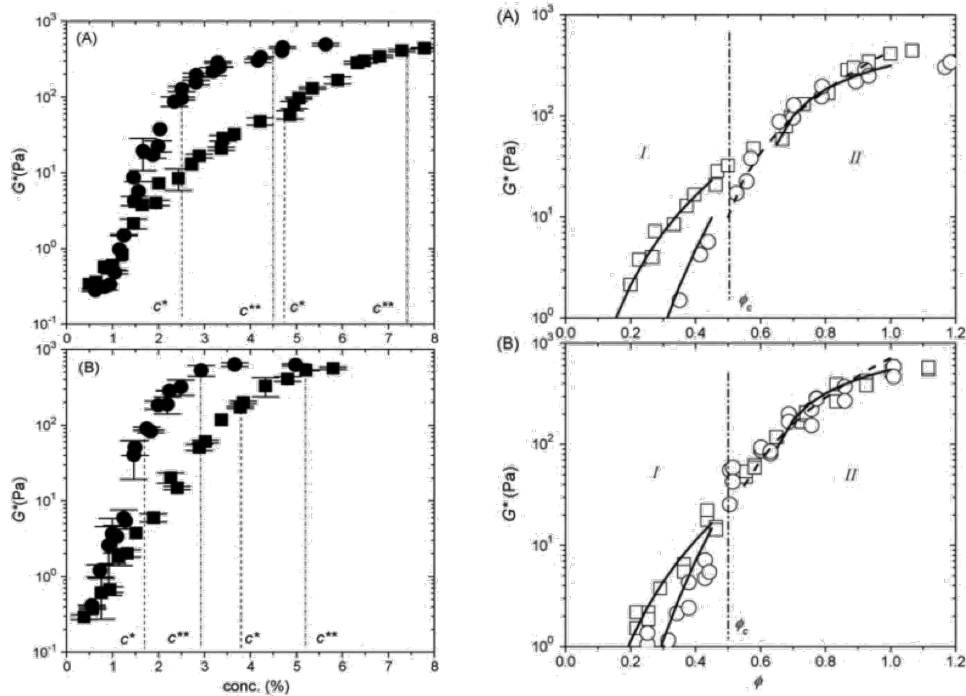 (A)
10³
10²
10¹
10⁰
10⁻¹
G*(Pa)
c*
c**
c*
c**
0 1 2 3 4 5 6 7 8
(B)
10³
10²
10¹
10⁰
10⁻¹
G*(Pa)
c*
c**
c*
c**
0 1 2 3 4 5 6 7 8
conc. (%)
(A)
10³
10²
10¹
10⁰
G* (Pa)
I
II
ϕc
0.0 0.2 0.4 0.6 0.8 1.0 1.2
(B)
10³
10²
10¹
10⁰
G* (Pa)
I
II
ϕc
0.0 0.2 0.4 0.6 0.8 1.0 1.2
ϕ